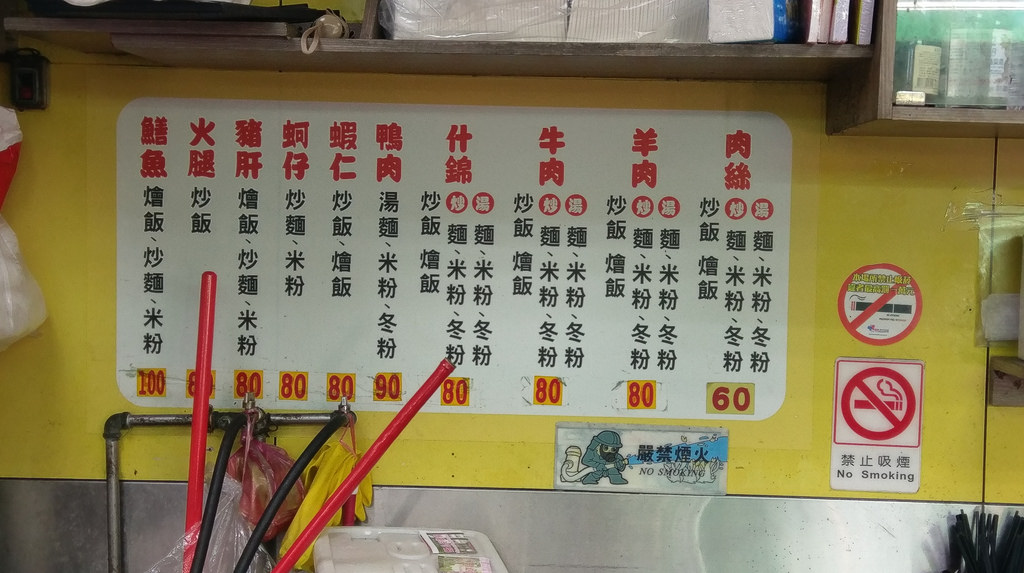 肉絲
湯麵、米粉、冬粉
炒麵、米粉、冬粉
炒飯 燴飯
60
羊肉
湯麵、米粉、冬粉
炒麵、米粉、冬粉
炒飯 燴飯
80
牛肉
湯麵、米粉、冬粉
炒麵、米粉、冬粉
炒飯 燴飯
80
什錦
湯麵、米粉、冬粉
炒麵、米粉、冬粉
炒飯 燴飯
80
鴨肉
湯麵、米粉、冬粉
90
蝦仁
炒飯、燴飯
80
蚵仔
炒麵、米粉
80
豬肝
燴飯、炒麵、米粉
80
火腿
炒飯
鱔魚
燴飯、炒麵、米粉
100
嚴禁煙火
NO SMOKING
禁止吸煙
No Smoking